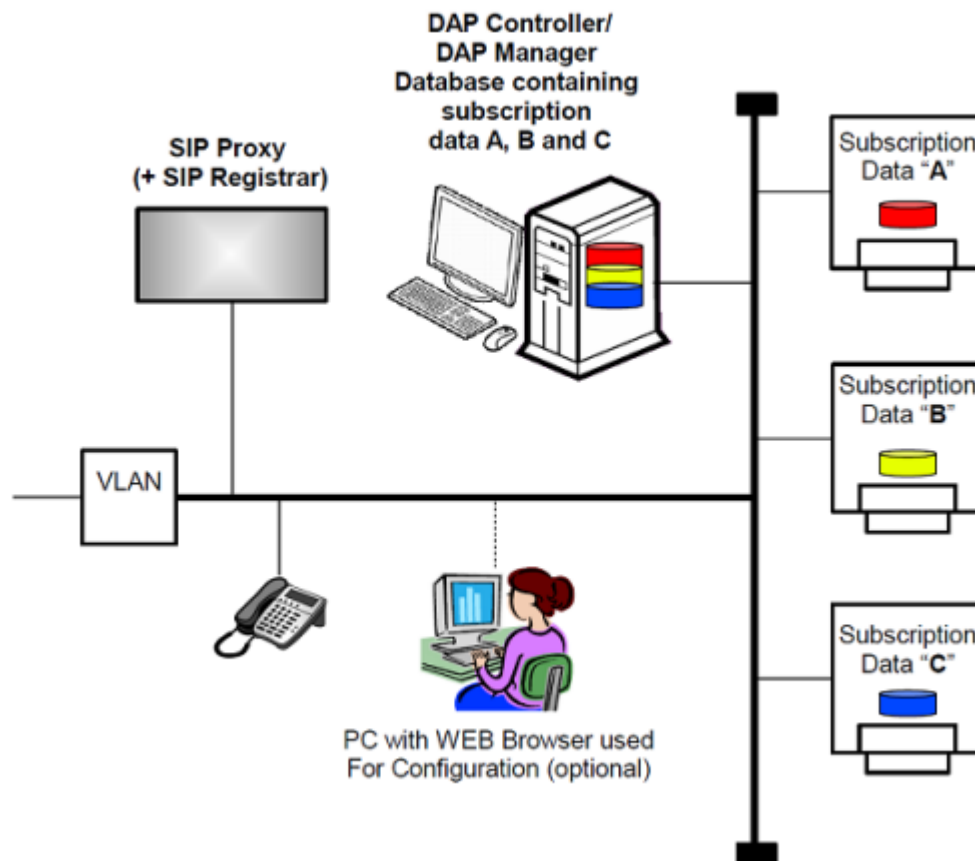 DAP Controller/
DAP Manager
Database containing
subscription
data A, B and C
SIP Proxy
(+ SIP Registrar)
Subscription
Data “A”
Subscription
Data “B”
VLAN
Subscription
Data “C”
PC with WEB Browser used
For Configuration (optional)